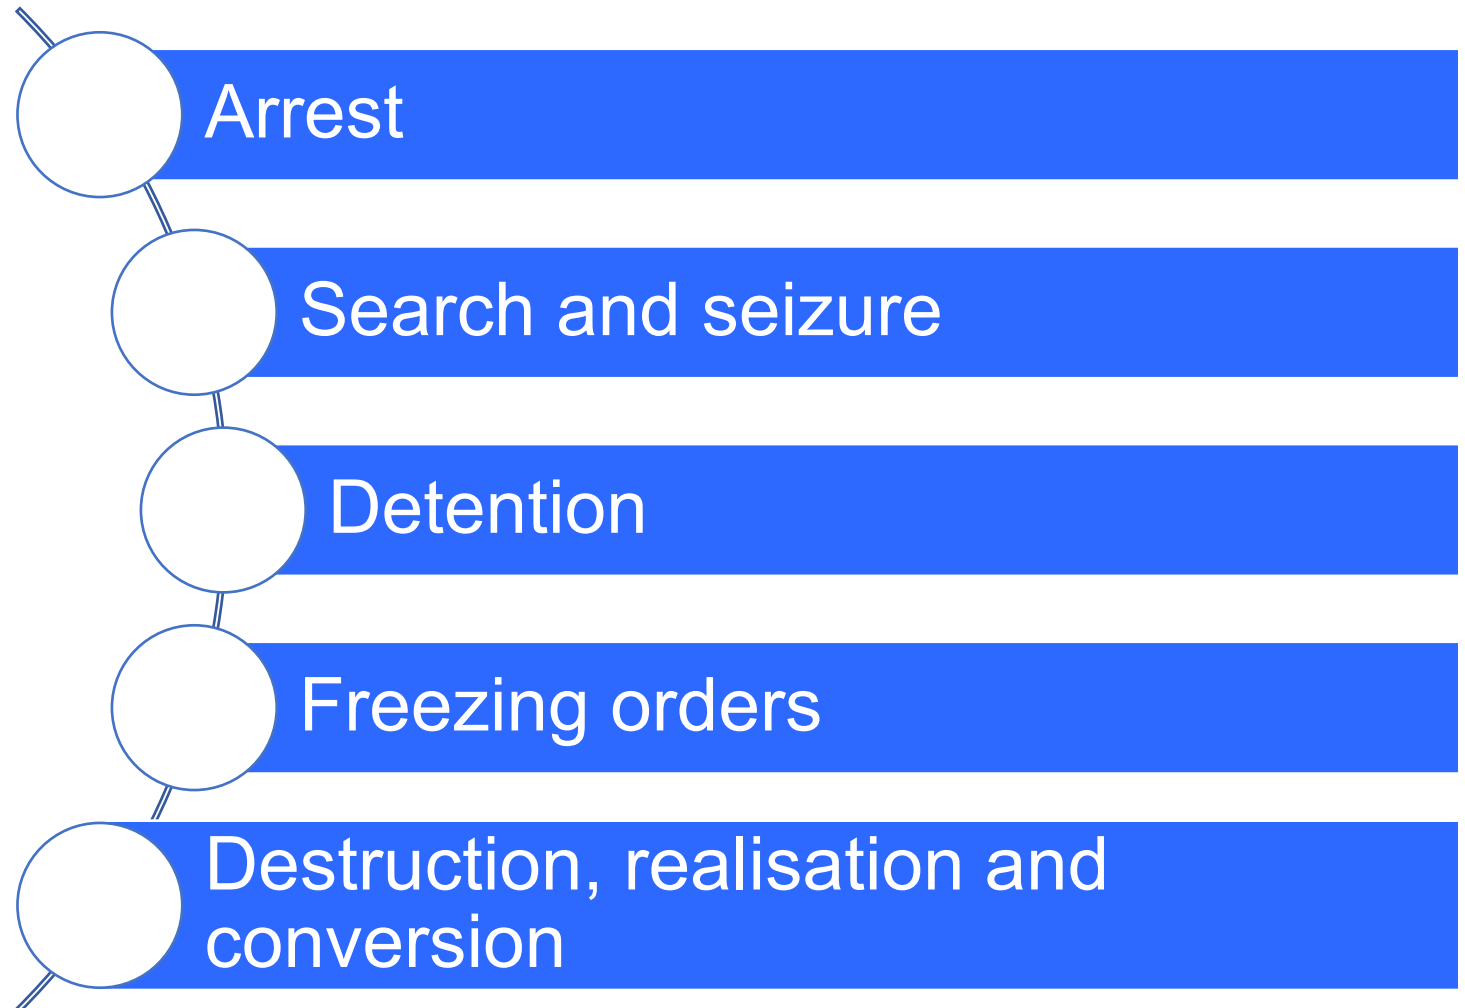 Arrest
Search and seizure
Detention
Freezing orders
Destruction, realisation and
conversion